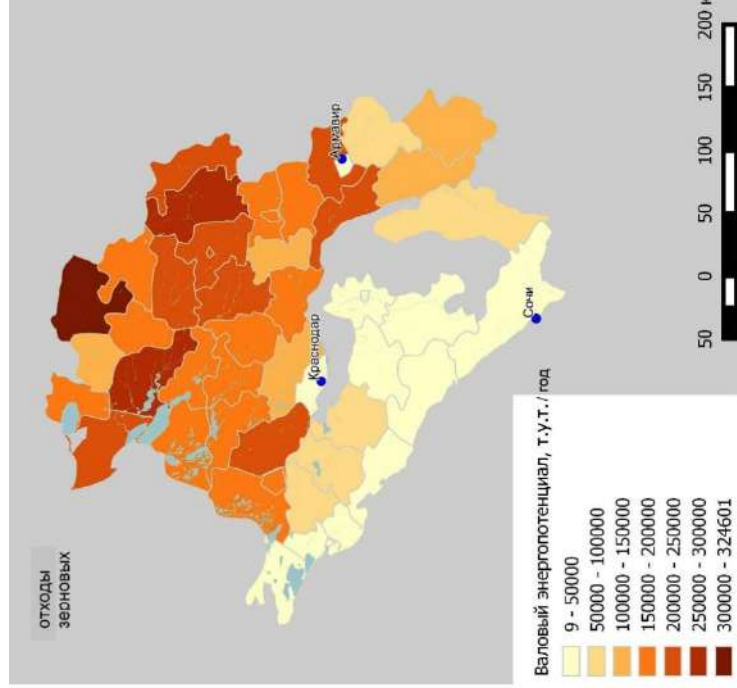 отходы
зерновых
Армавир
Краснодар
Сочи
Валовый энергопотенциал, т.у.т./ год
9 - 50000
50000 - 100000
100000 - 150000
150000 - 200000
200000 - 250000
250000 - 300000
300000 - 324601
50 0 50 100 150 200